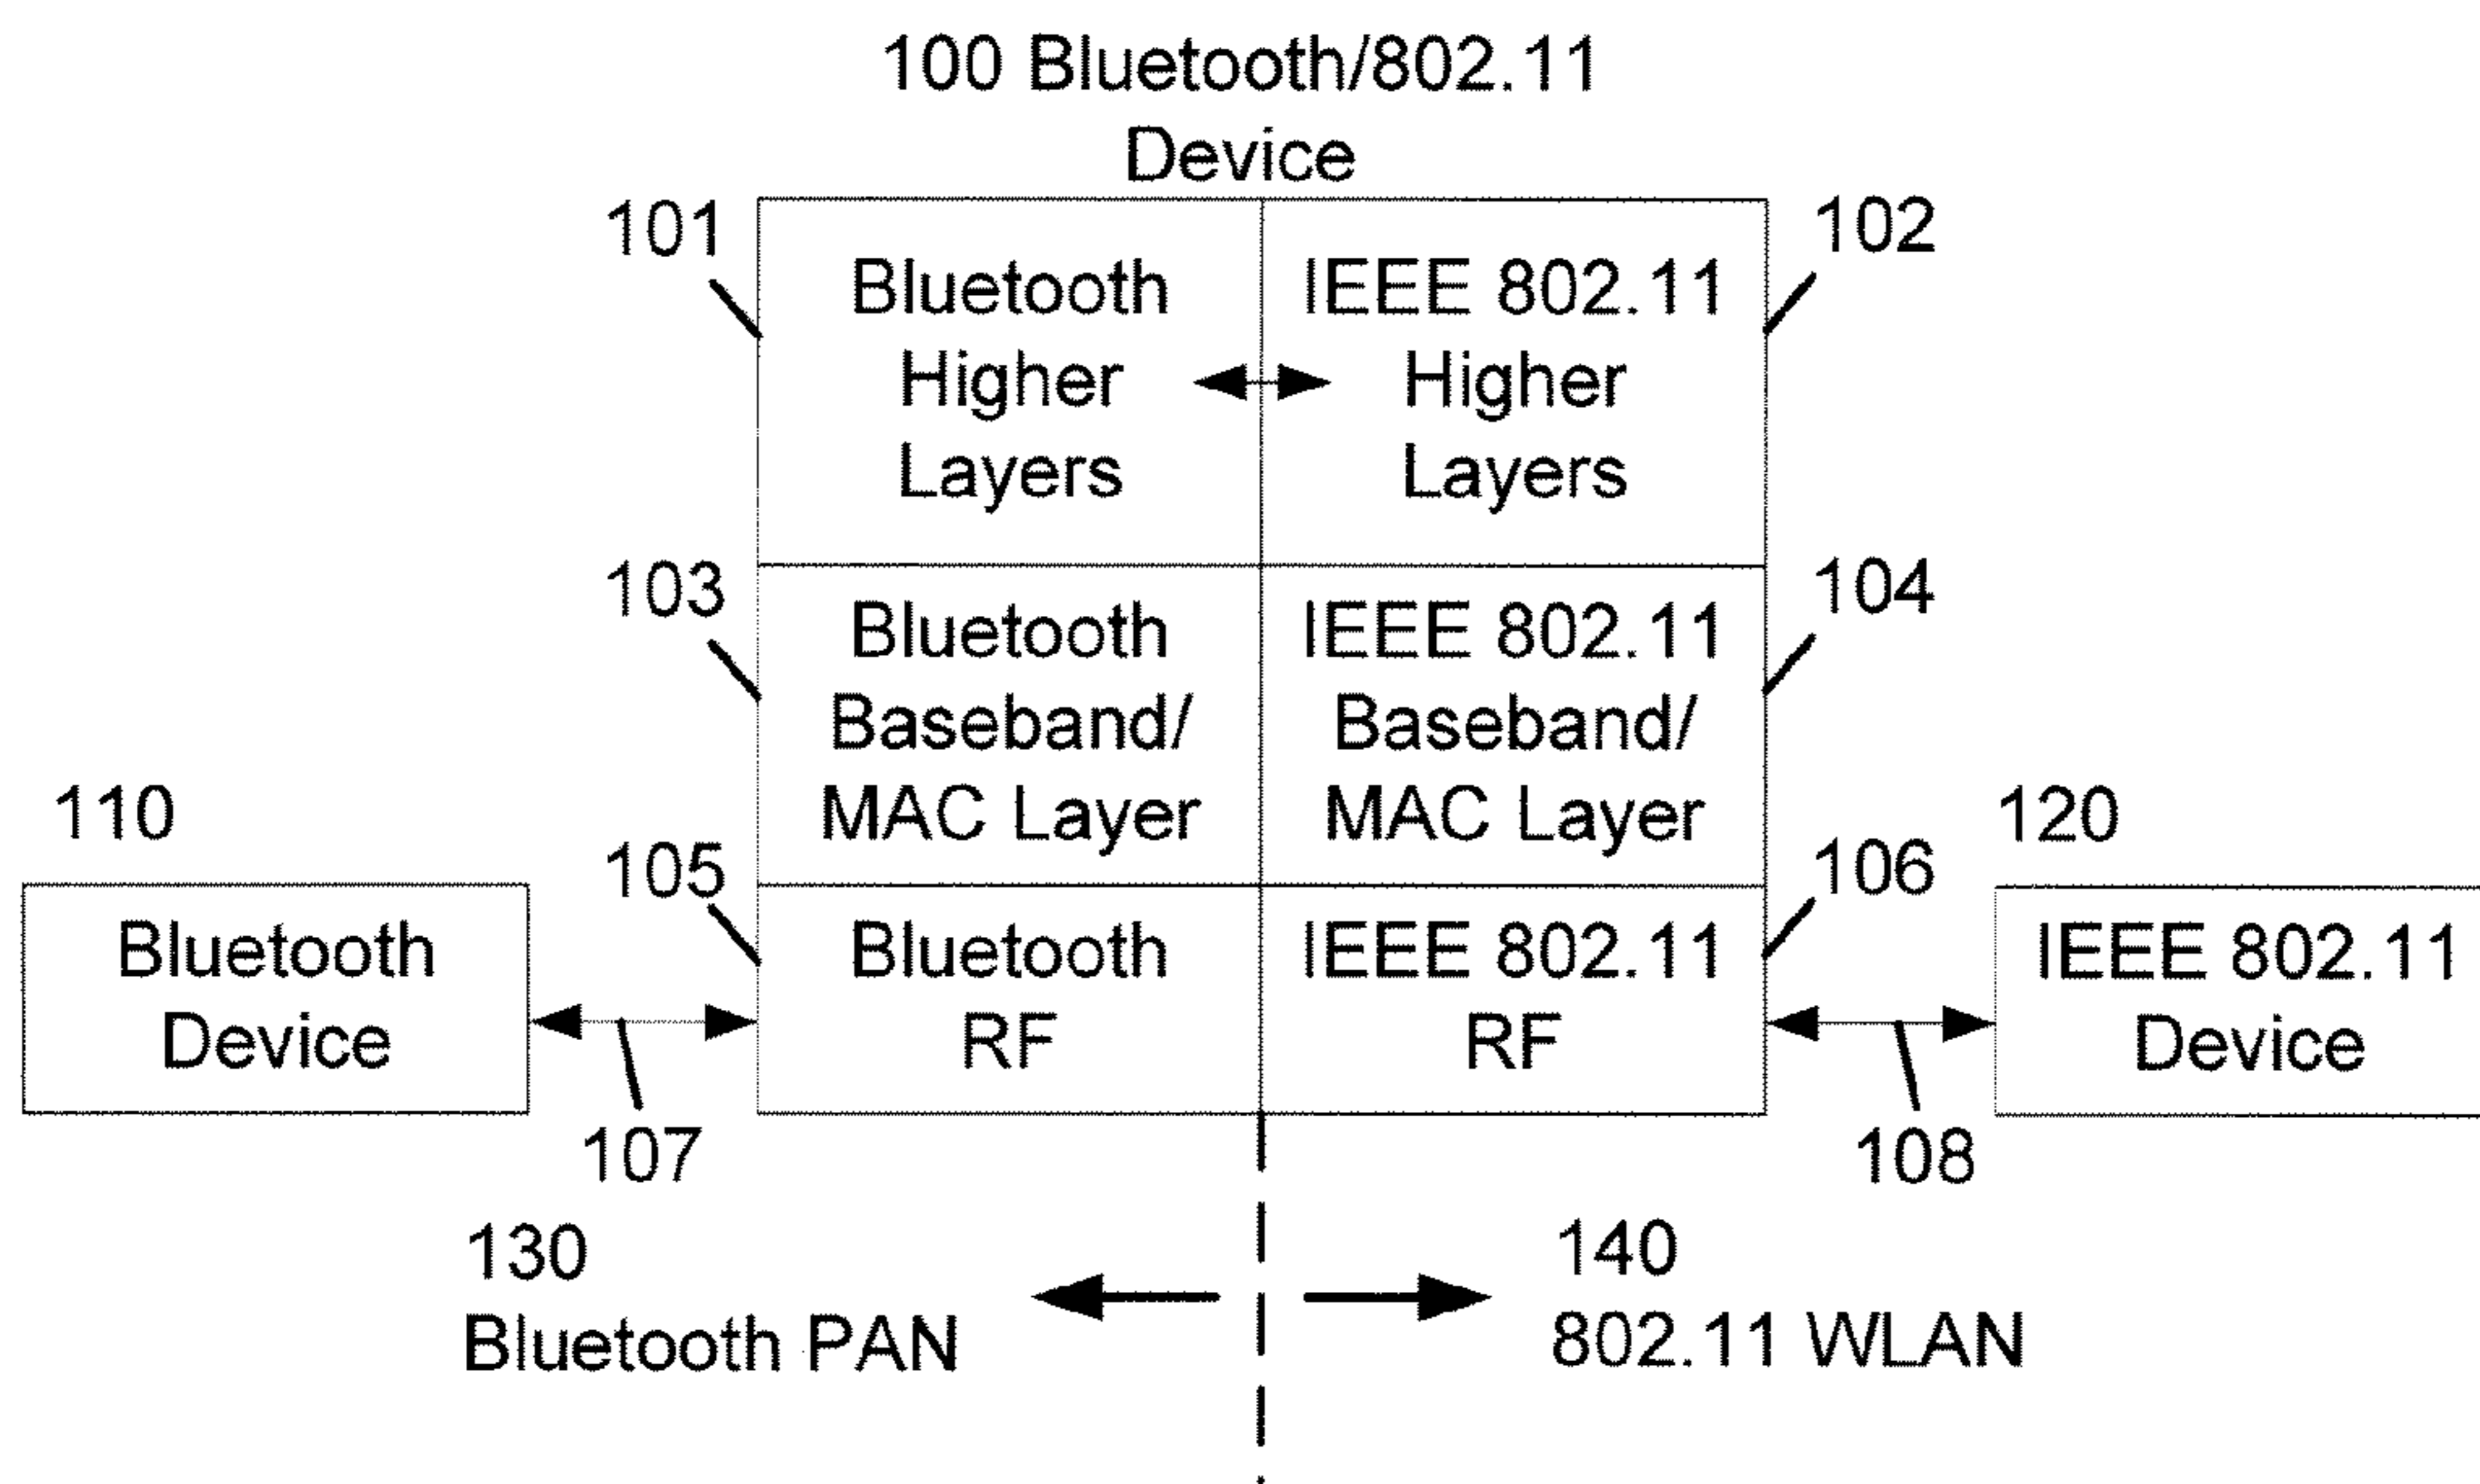 100 Bluetooth/802.11
Device
101
102
Bluetooth
Higher
Layers
IEEE 802.11
Higher
Layers
103
104
Bluetooth
Baseband/
MAC Layer
IEEE 802.11
Baseband/
MAC Layer
110
120
105
106
Bluetooth
Device
Bluetooth
RF
IEEE 802.11
RF
IEEE 802.11
Device
107
108
130
Bluetooth PAN
140
802.11 WLAN